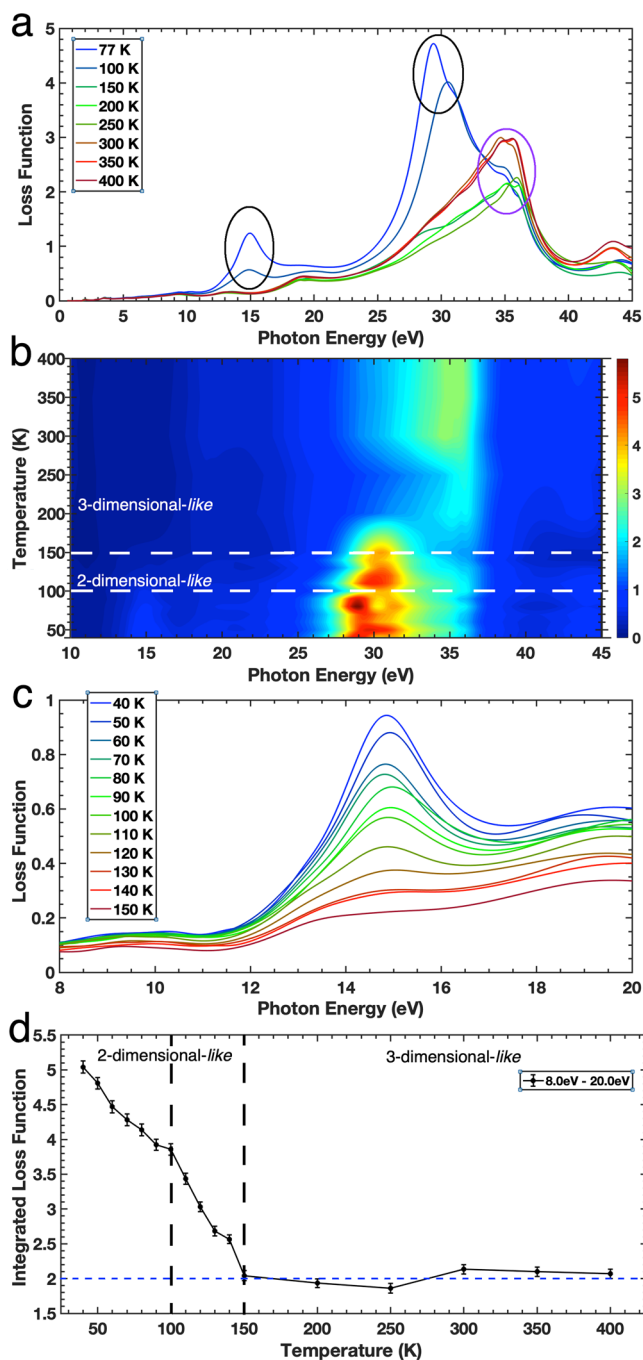 a
5
4
3
2
1
0
Loss Function
77 K
100 K
150 K
200 K
250 K
300 K
350 K
400 K
0 5 10 15 20 25 30 35 40 45
Photon Energy (eV)
b
400
350
300
250
200
150
100
50
Temperature (K)
3-dimensional-like
2-dimensional-like
5
4
3
2
1
0
10 15 20 25 30 35 40 45
Photon Energy (eV)
c
1
0.8
0.6
0.4
0.2
0
Loss Function
40 K
50 K
60 K
70 K
80 K
90 K
100 K
110 K
120 K
130 K
140 K
150 K
8 10 12 14 16 18 20
Photon Energy (eV)
d
5.5
5
4.5
4
3.5
3
2.5
2
1.5
Integrated Loss Function
2-dimensional-like 3-dimensional-like
8.0eV - 20.0eV
50 100 150 200 250 300 350 400
Temperature (K)